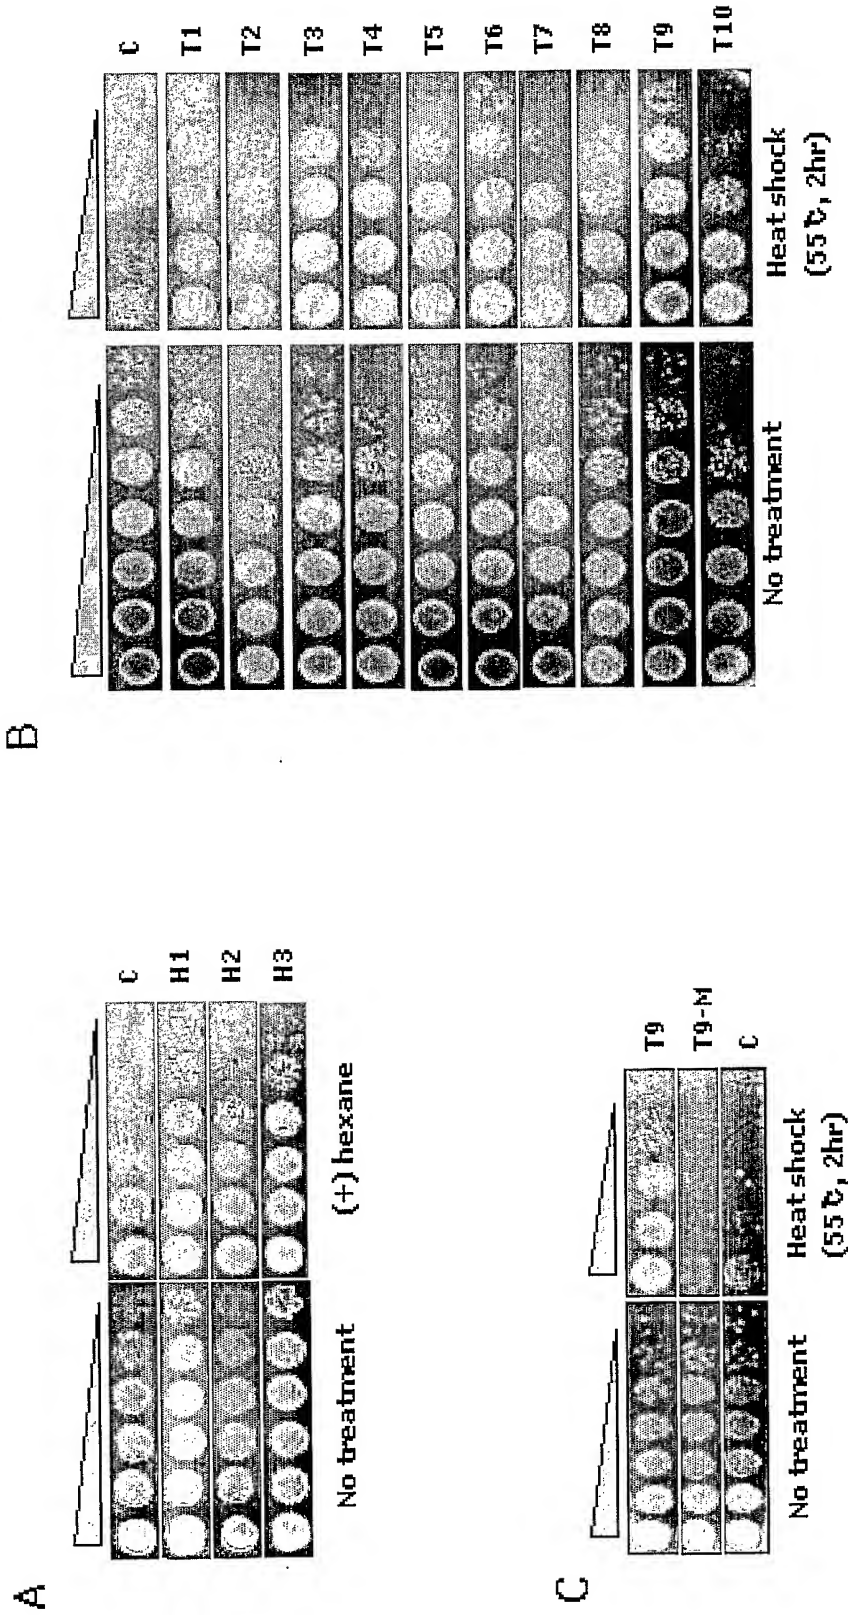 A
C
H1
H2
H3
No treatment
(+) hexane
B
C
T1
T2
T3
T4
T5
T6
T7
T8
T9
T10
No treatment
Heat shock
(55℃, 2hr)
C
T9
T9-M
C
No treatment
Heat shock
(55℃, 2hr)